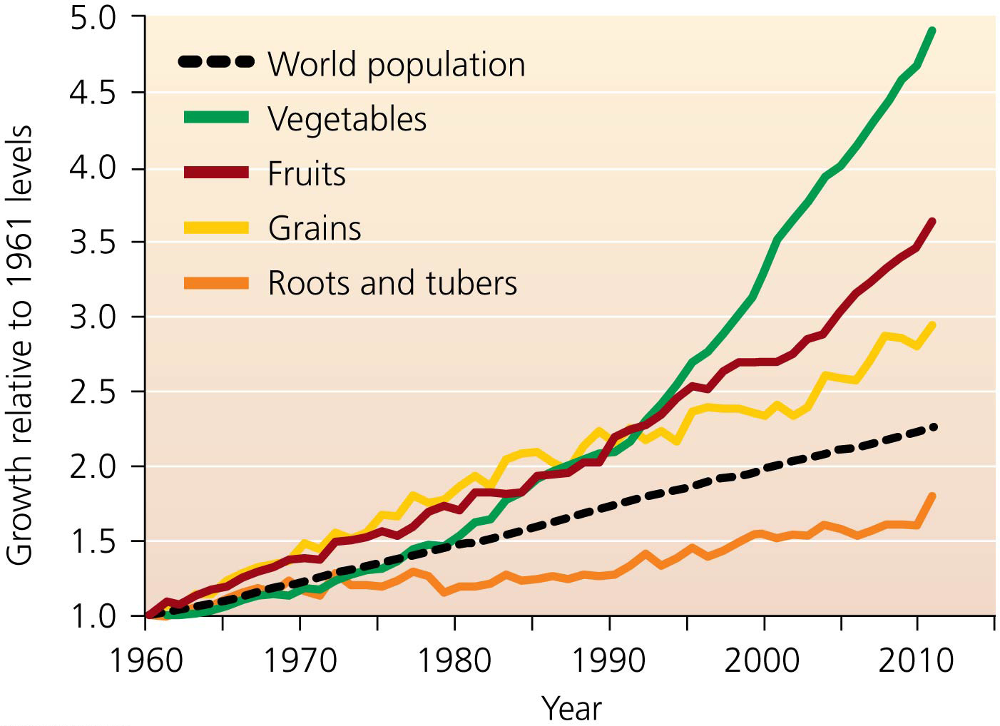 Growth relative to 1961 levels
5.0
4.5
4.0
3.5
3.0
2.5
2.0
1.5
1.0
World population
Vegetables
Fruits
Grains
Roots and tubers
1960 1970 1980 1990 2000 2010
Year